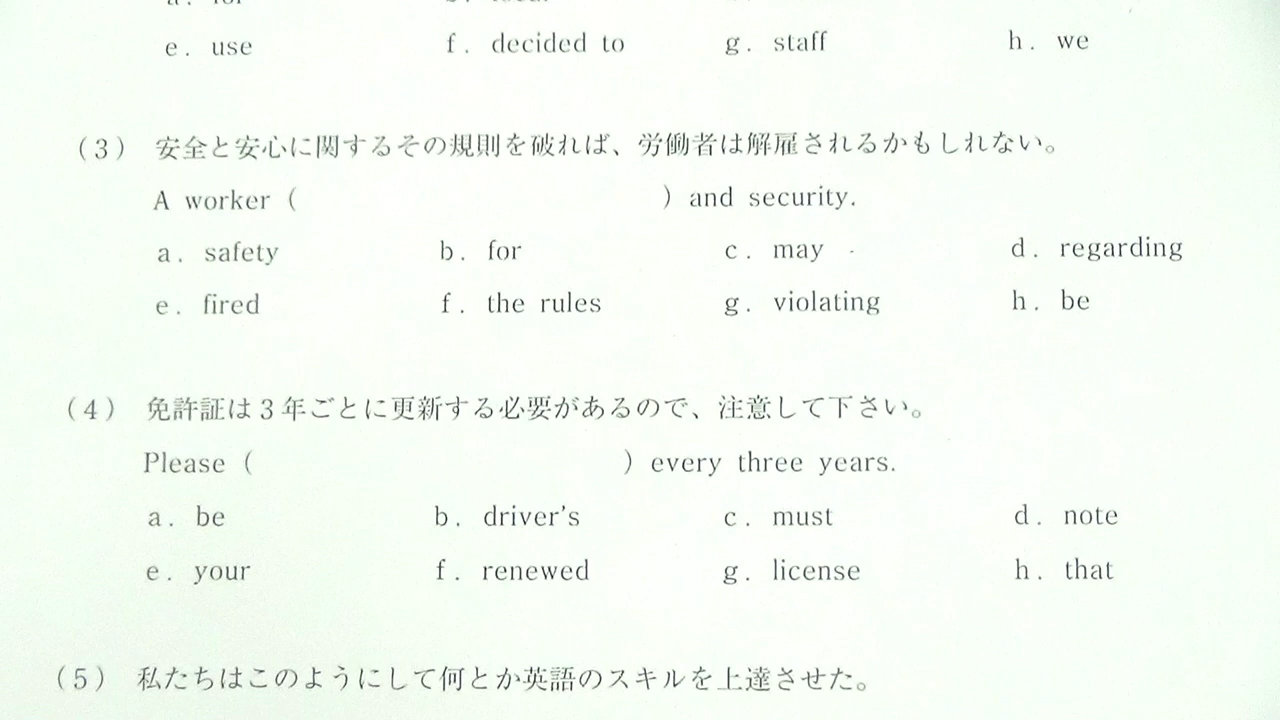 e. use f. decided to g. staff h. we
(3) 安全と安心に関するその規則を破れば、労働者は解雇されるかもしれない。
A worker ( ) and security.
a. safety b. for c. may d. regarding
e. fired f. the rules g. violating h. be
(4) 免許証は3年ごとに更新する必要があるので、注意して下さい。
Please ( ) every three years.
a. be b. driver's c. must d. note
e. your f. renewed g. license h. that
(5) 私たちはこのようにして何とか英語のスキルを上達させた。